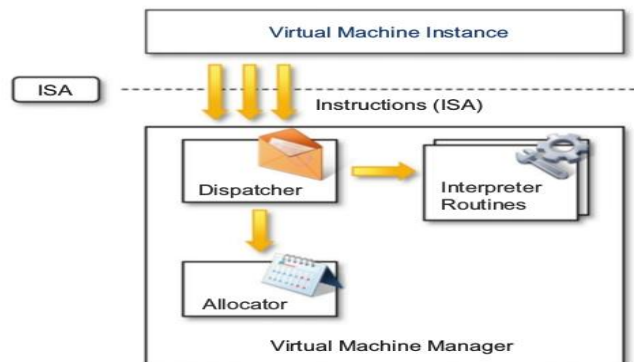 Virtual Machine Instance
ISA
Instructions (ISA)
Dispatcher
Interpreter
Routines
Allocator
Virtual Machine Manager